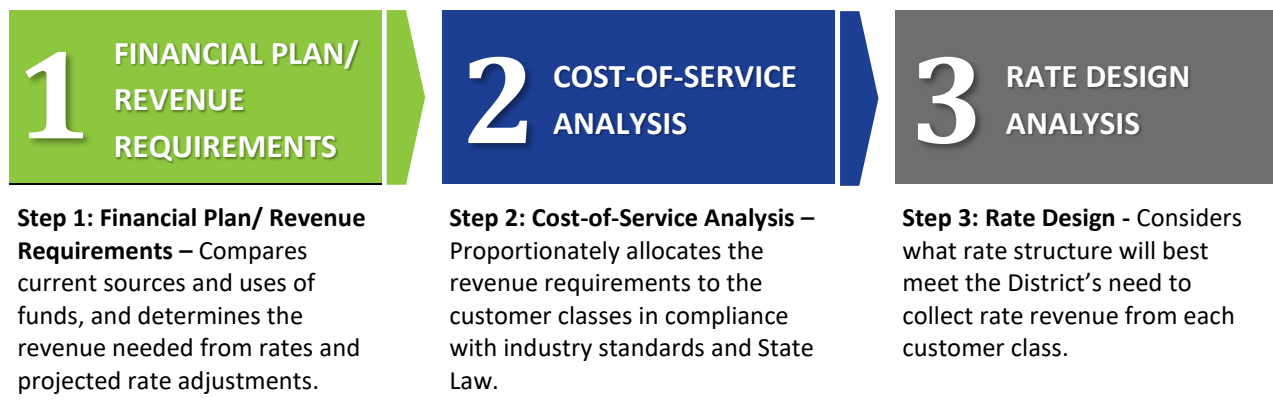 1
FINANCIAL PLAN/
REVENUE
REQUIREMENTS
2
COST-OF-SERVICE
ANALYSIS
3
RATE DESIGN
ANALYSIS
Step 1: Financial Plan/ Revenue
Requirements – Compares
current sources and uses of
funds, and determines the
revenue needed from rates and
projected rate adjustments.
Step 2: Cost-of-Service Analysis –
Proportionately allocates the
revenue requirements to the
customer classes in compliance
with industry standards and State
Law.
Step 3: Rate Design - Considers
what rate structure will best
meet the District’s need to
collect rate revenue from each
customer class.